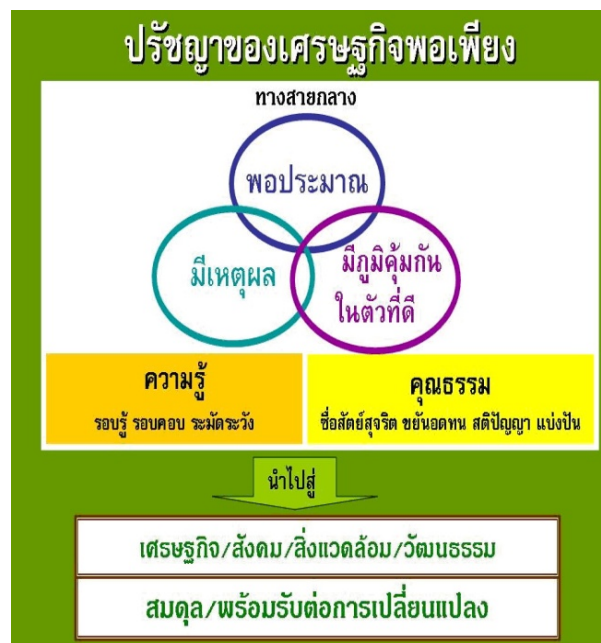 ปรัชญาของเศรษฐกิจพอเพียง
ทางสายกลาง
พอประมาณ
มีเหตุผล
มีภูมิคุ้มกัน
ในตัวที่ดี
ความรู้
รอบรู้ รอบคอบ ระมัดระวัง
คุณธรรม
ซื่อสัตย์สุจริต ขยันอดทน สติปัญญา แบ่งปัน
นำไปสู่
เศรษฐกิจ/สังคม/สิ่งแวดล้อม/วัฒนธรรม
สมดุล/พร้อมรับต่อการเปลี่ยนแปลง